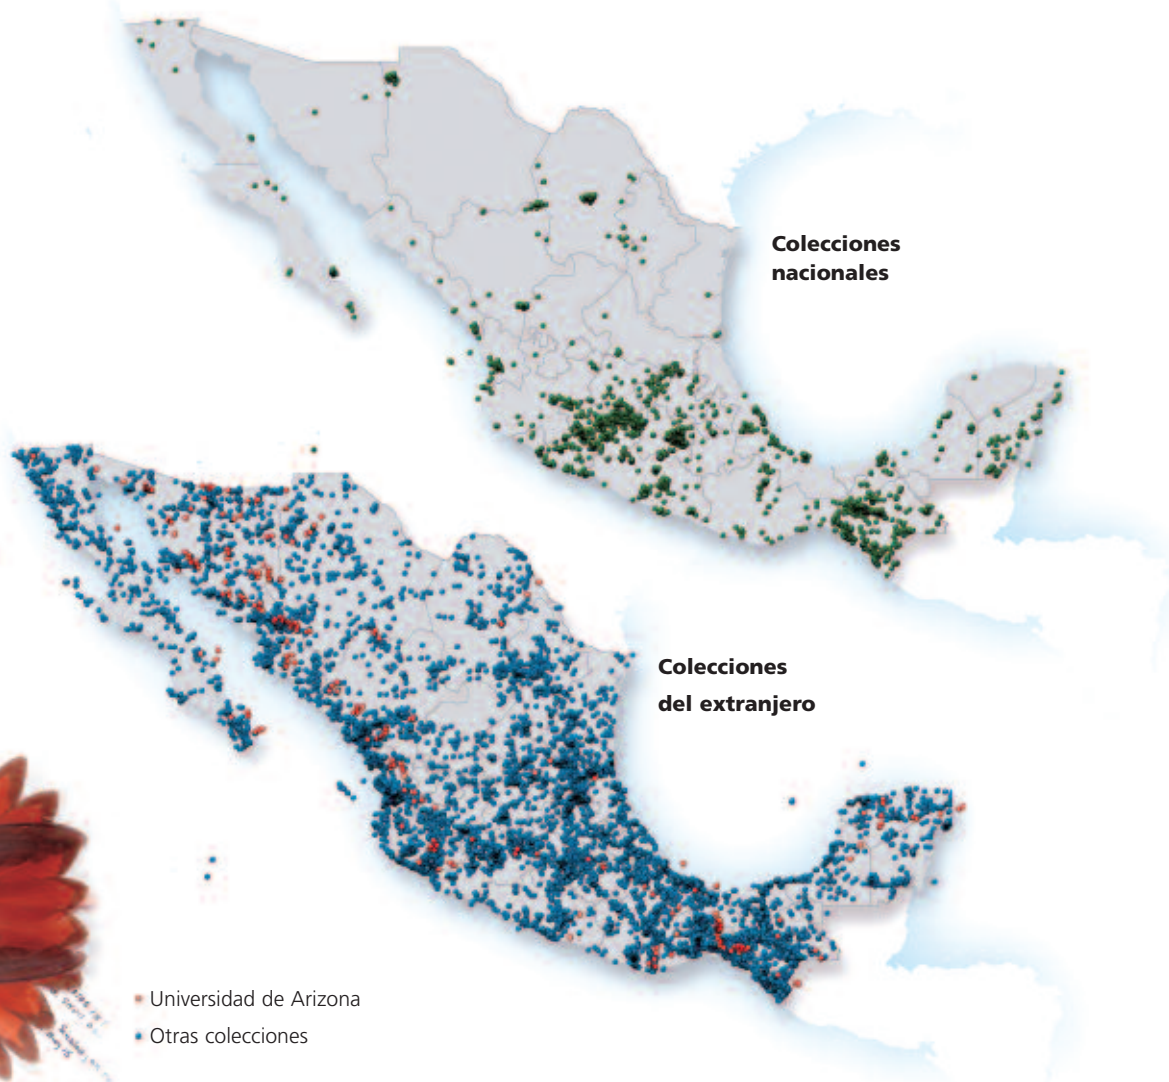 Colecciones
nacionales
Colecciones
del extranjero
Universidad de Arizona
Otras colecciones